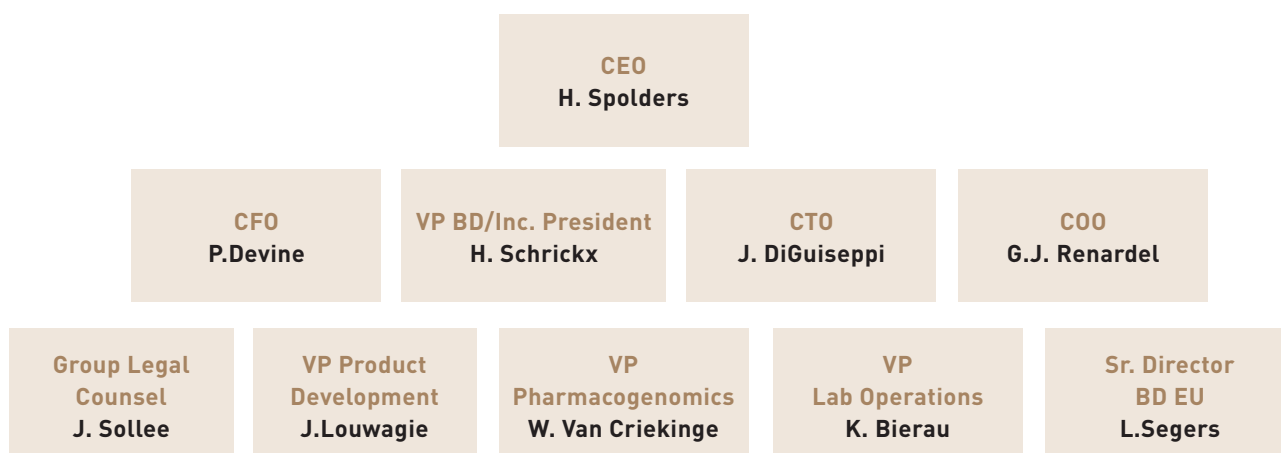 CEO
H. Spolders
CFO
P.Devine
VP BD/Inc. President
H. Schrickx
CTO
J. DiGuiseppi
COO
G.J. Renardel
Group Legal
Counsel
J. Sollee
VP Product
Development
J.Louwagie
VP
Pharmacogenomics
W. Van Criekinge
VP
Lab Operations
K. Bierau
Sr. Director
BD EU
L.Segers